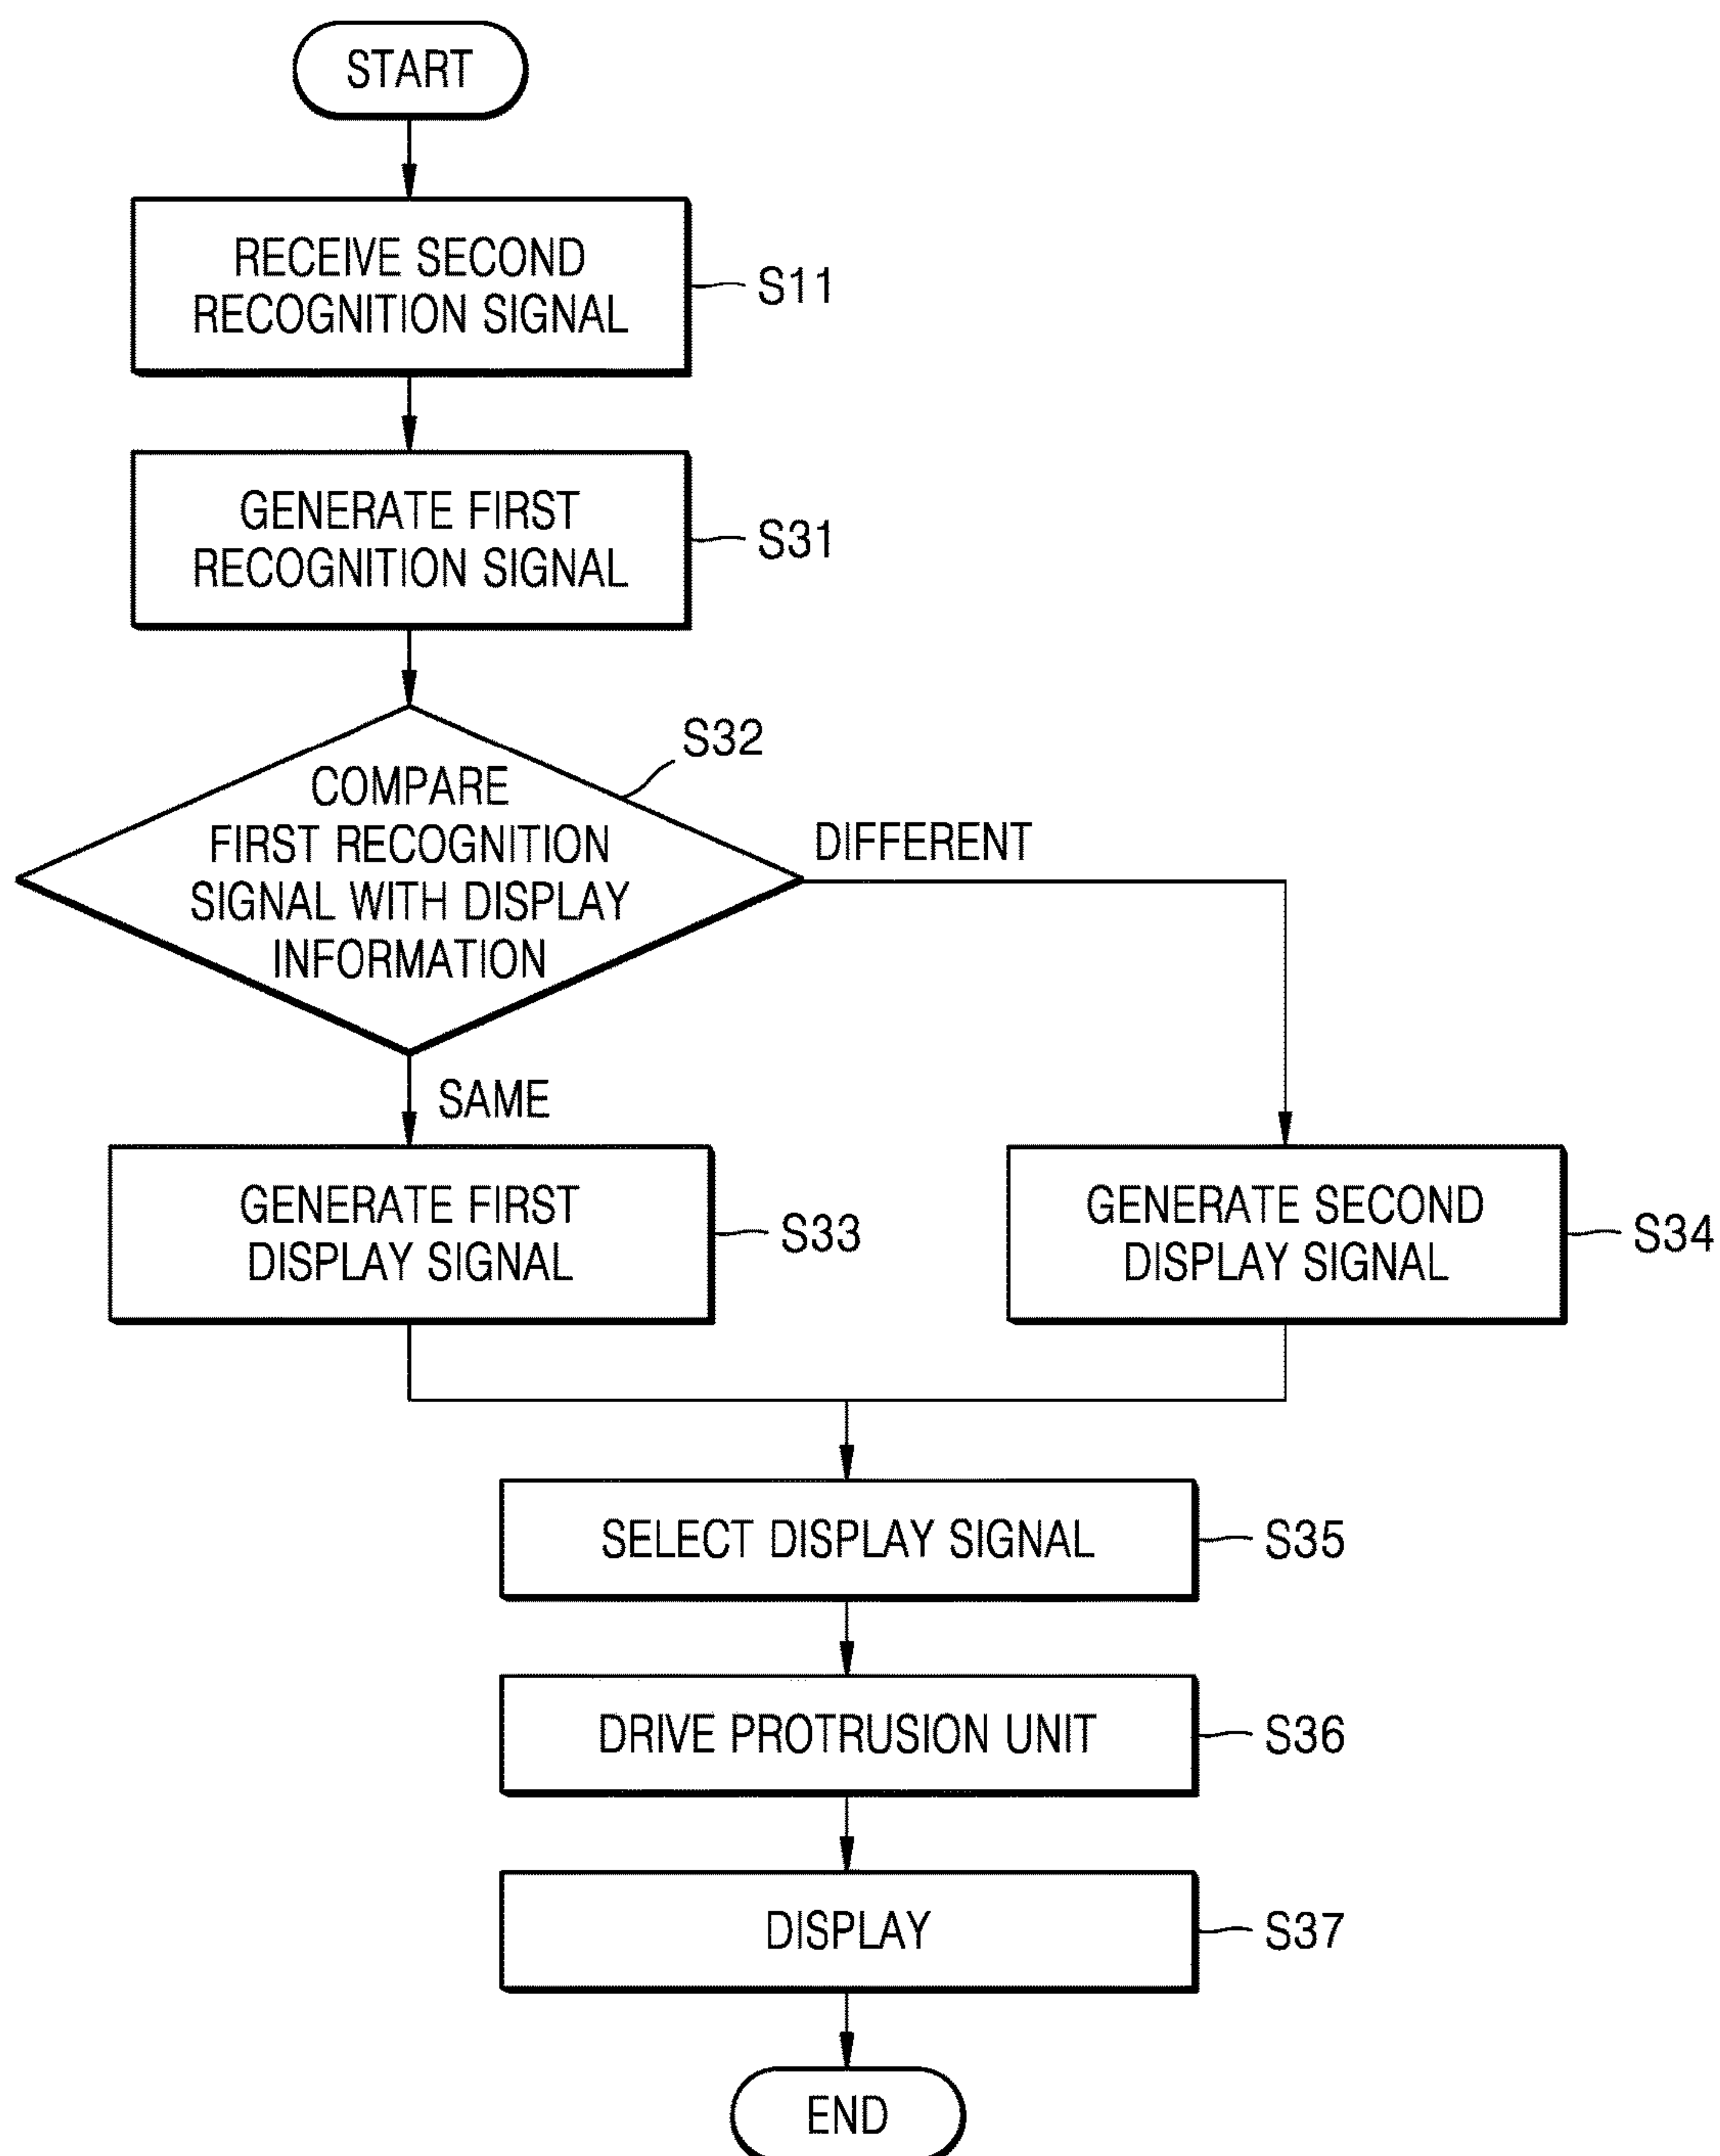 START
RECEIVE SECOND
RECOGNITION SIGNAL
S11
GENERATE FIRST
RECOGNITION SIGNAL
S31
S32
COMPARE
FIRST RECOGNITION
SIGNAL WITH DISPLAY
INFORMATION
DIFFERENT
SAME
GENERATE FIRST
DISPLAY SIGNAL
S33
GENERATE SECOND
DISPLAY SIGNAL
S34
SELECT DISPLAY SIGNAL
S35
DRIVE PROTRUSION UNIT
S36
DISPLAY
S37
END